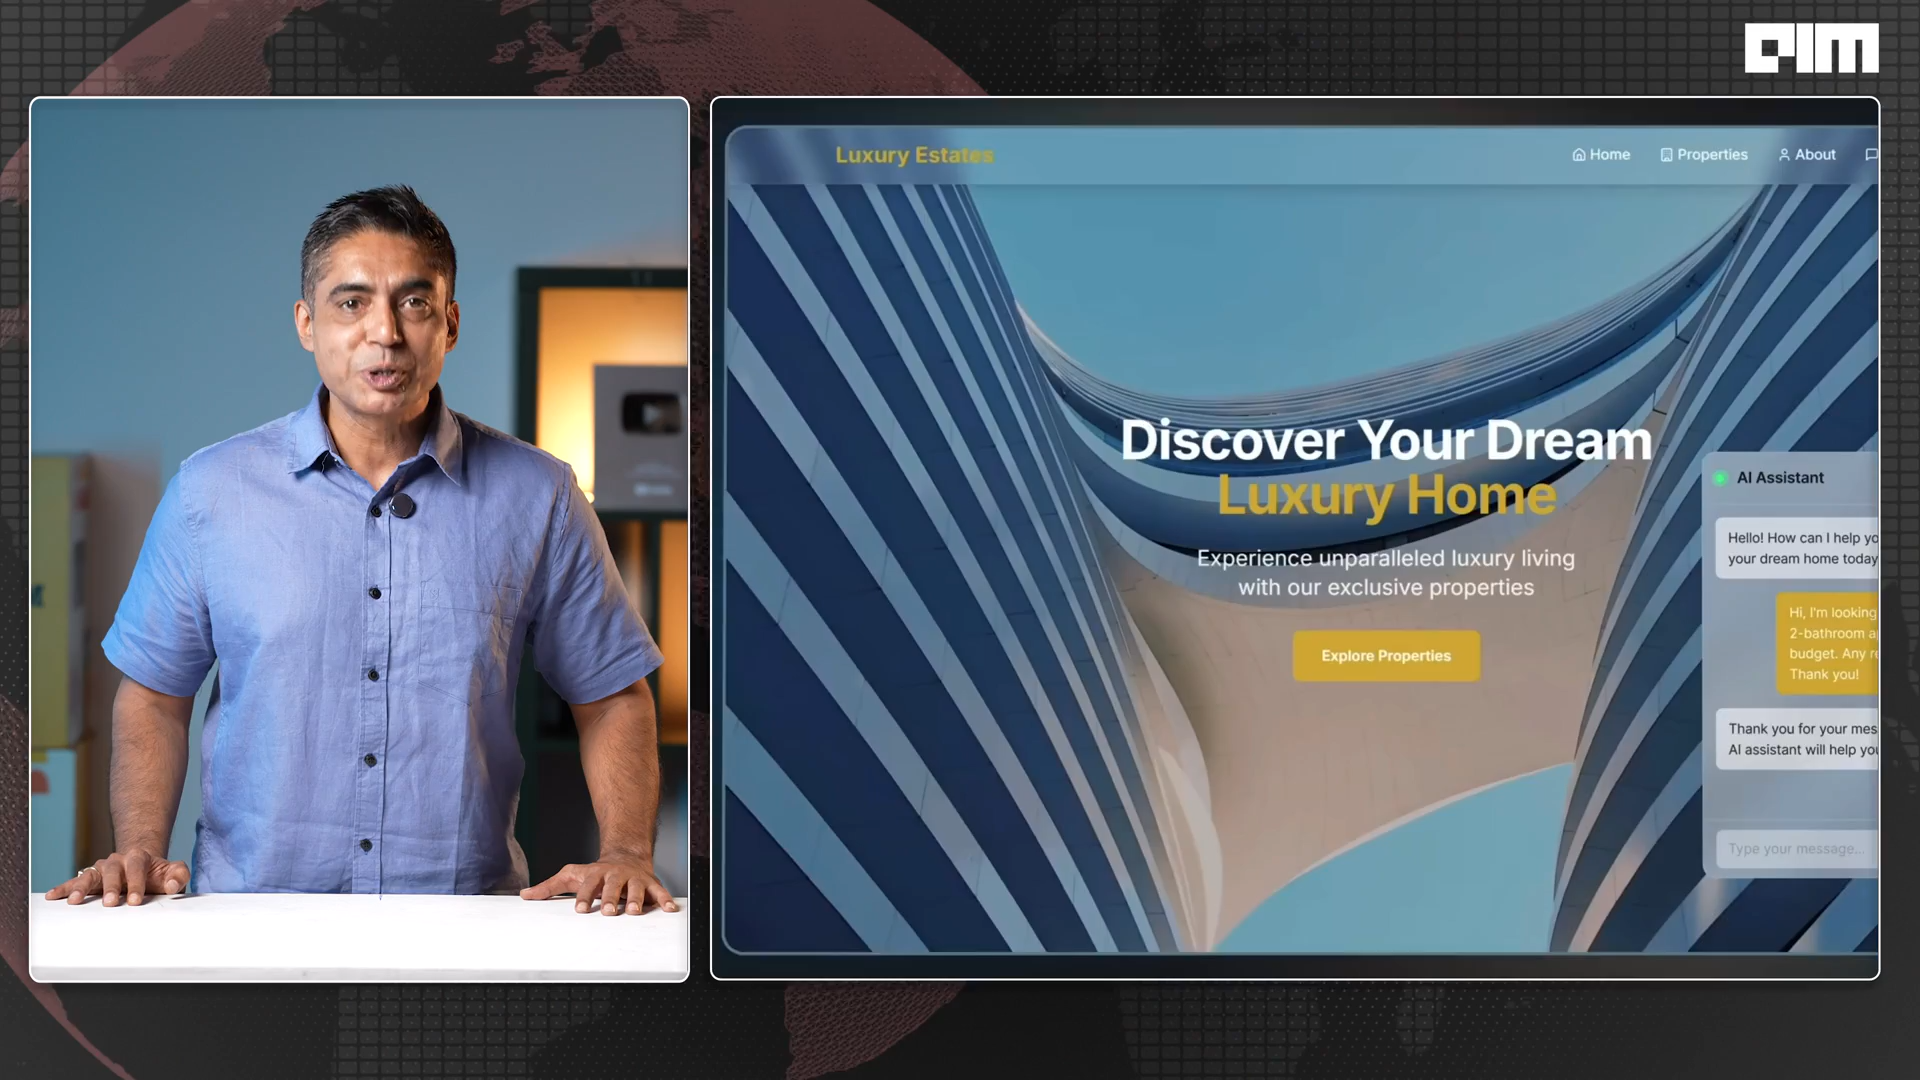 AIM
Luxury Estates
Home
Properties
About
Discover Your Dream
Luxury Home
Experience unparalleled luxury living
with our exclusive properties
Explore Properties
AI Assistant
Hello! How can I help
your dream home today
Hi, I'm looking
2-bathroom
budget. Any
Thank you!
Thank you for your
AI assistant will help
Type your message...